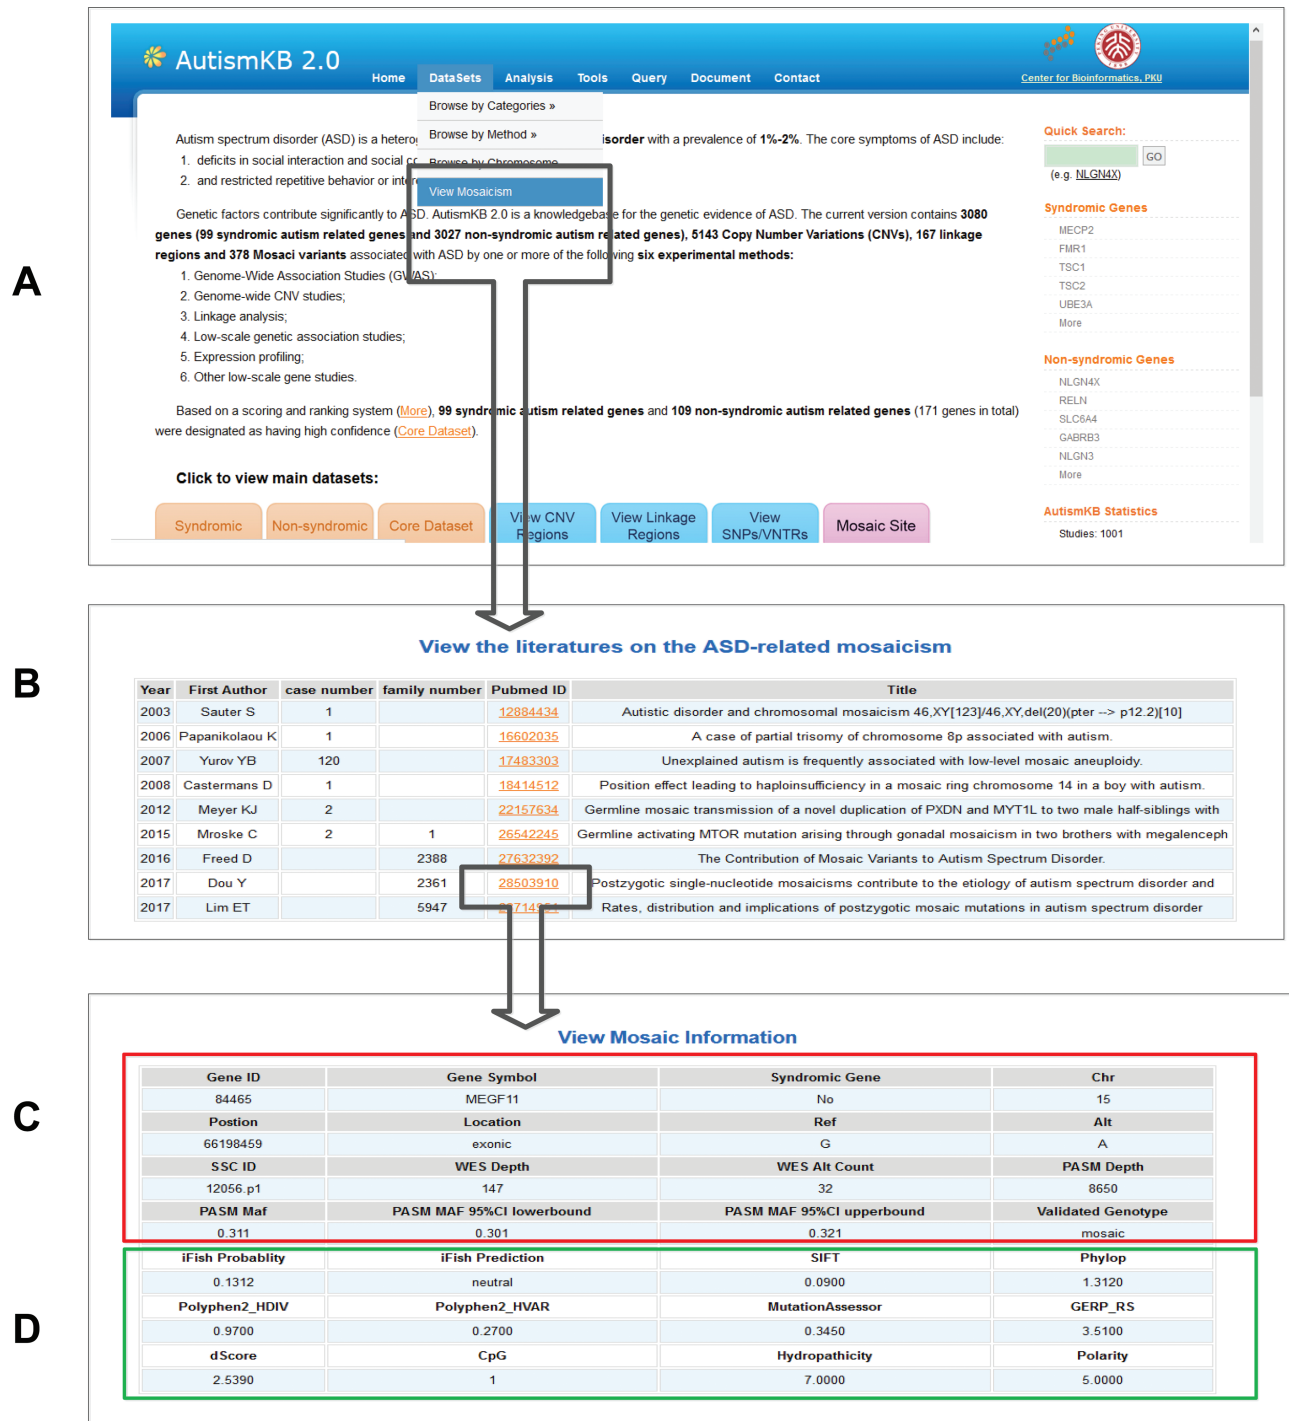 AutismKB 2.0
Home DataSets Analysis Tools Query Document Contact
Center for Bioinformatics, PKU
Browse by Categories »
Browse by Method »
Browse by Chromosome
View Mosaicism
Autism spectrum disorder (ASD) is a heterog isorder with a prevalence of 1%-2%. The core symptoms of ASD include:
1. deficits in social interaction and social co
2. and restricted repetitive behavior or inter
Genetic factors contribute significantly to ASD. AutismKB 2.0 is a knowledgebase for the genetic evidence of ASD. The current version contains 3080
genes (99 syndromic autism related genes and 3027 non-syndromic autism related genes), 5143 Copy Number Variations (CNVs), 167 linkage
regions and 378 Mosaci variants associated with ASD by one or more of the following six experimental methods:
1. Genome-Wide Association Studies (GWAS);
2. Genome-wide CNV studies;
3. Linkage analysis;
4. Low-scale genetic association studies;
5. Expression profiling;
6. Other low-scale gene studies.
Based on a scoring and ranking system (More), 99 syndromic autism related genes and 109 non-syndromic autism related genes (171 genes in total)
were designated as having high confidence (Core Dataset).
Click to view main datasets:
Syndromic Non-syndromic Core Dataset View CNV Regions View Linkage Regions View SNPs/VNTRs Mosaic Site
Quick Search:
GO
(e.g. NLGN4X)
Syndromic Genes
MECP2
FMR1
TSC1
TSC2
UBE3A
More
Non-syndromic Genes
NLGN4X
RELN
SLC6A4
GABRB3
NLGN3
More
AutismKB Statistics
Studies: 1001
A
B
View the literatures on the ASD-related mosaicism
Year First Author case number family number Pubmed ID Title
2003 Sauter S 1 12884434 Autistic disorder and chromosomal mosaicism 46,XY[123]/46,XY,del(20)(pter --> p12.2)[10]
2006 Papanikolaou K 1 16602035 A case of partial trisomy of chromosome 8p associated with autism.
2007 Yurov YB 120 17483303 Unexplained autism is frequently associated with low-level mosaic aneuploidy.
2008 Castermans D 1 18414512 Position effect leading to haploinsufficiency in a mosaic ring chromosome 14 in a boy with autism.
2012 Meyer KJ 2 22157634 Germline mosaic transmission of a novel duplication of PXDN and MYT1L to two male half-siblings with
2015 Mroske C 2 1 26542245 Germline activating MTOR mutation arising through gonadal mosaicism in two brothers with megalenceph
2016 Freed D 2388 27632392 The Contribution of Mosaic Variants to Autism Spectrum Disorder.
2017 Dou Y 2361 28503910 Postzygotic single-nucleotide mosaicisms contribute to the etiology of autism spectrum disorder and
2017 Lim ET 5947 Rates, distribution and implications of postzygotic mosaic mutations in autism spectrum disorder
C
View Mosaic Information
Gene ID Gene Symbol Syndromic Gene Chr
84465 MEGF11 No 15
Postion Location Ref Alt
66198459 exonic G A
SSC ID WES Depth WES Alt Count PASM Depth
12056.p1 147 32 8650
PASM Maf PASM MAF 95%CI lowerbound PASM MAF 95%CI upperbound Validated Genotype
0.311 0.301 0.321 mosaic
D
iFish Probablity iFish Prediction SIFT Phylop
0.1312 neutral 0.0900 1.3120
Polyphen2_HDIV Polyphen2_HVAR MutationAssessor GERP_RS
0.9700 0.2700 0.3450 3.5100
dScore CpG Hydropathicity Polarity
2.5390 1 7.0000 5.0000